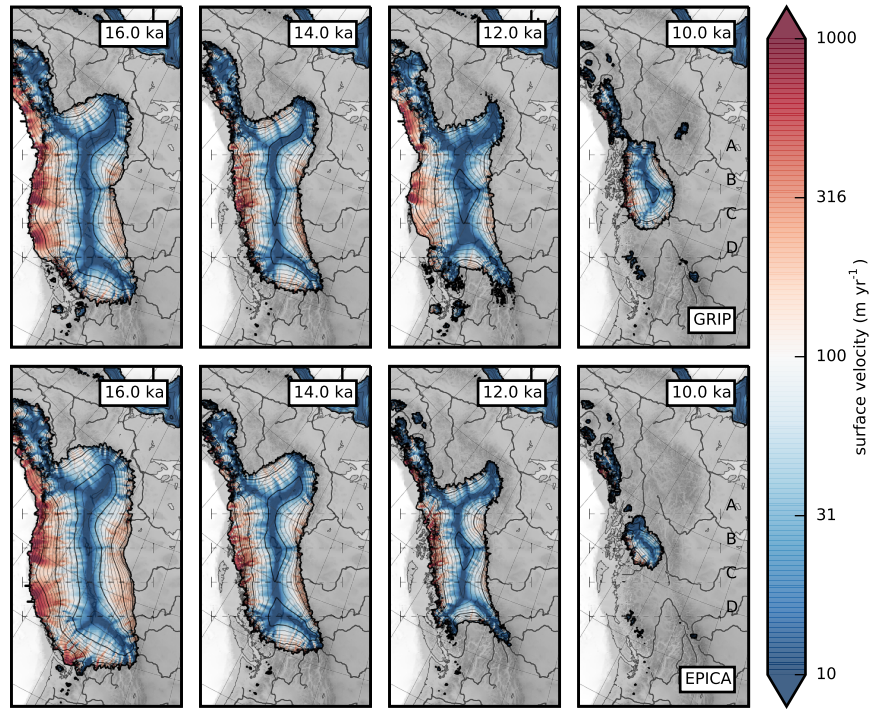 16.0 ka
14.0 ka
12.0 ka
10.0 ka
A
B
C
D
GRIP
16.0 ka
14.0 ka
12.0 ka
10.0 ka
A
B
C
D
EPICA
1000
316
100
31
10
surface velocity (m yr⁻¹)